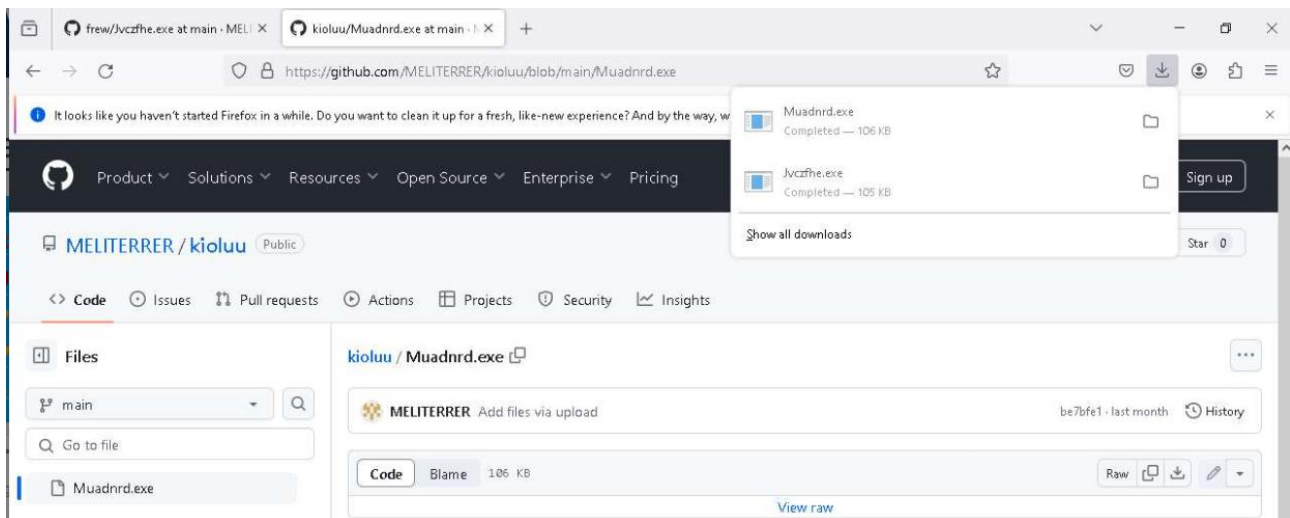 frew/Jvczfhe.exe at main · MELI
kioluu/Muadnrd.exe at main ·
https://github.com/MELITERRER/kioluu/blob/main/Muadnrd.exe
It looks like you haven't started Firefox in a while. Do you want to clean it up for a fresh, like-new experience? And by the way, w
Muadnrd.exe
Completed — 106 KB
Jvczfhe.exe
Completed — 105 KB
Show all downloads
Product Solutions Resources Open Source Enterprise Pricing
Sign up
MELITERRER / kioluu Public
Star 0
Code Issues Pull requests Actions Projects Security Insights
Files
main
Go to file
Muadnrd.exe
kioluu / Muadnrd.exe
MELITERRER Add files via upload
be7bfe1 · last month History
Code Blame 106 KB
Raw
View raw